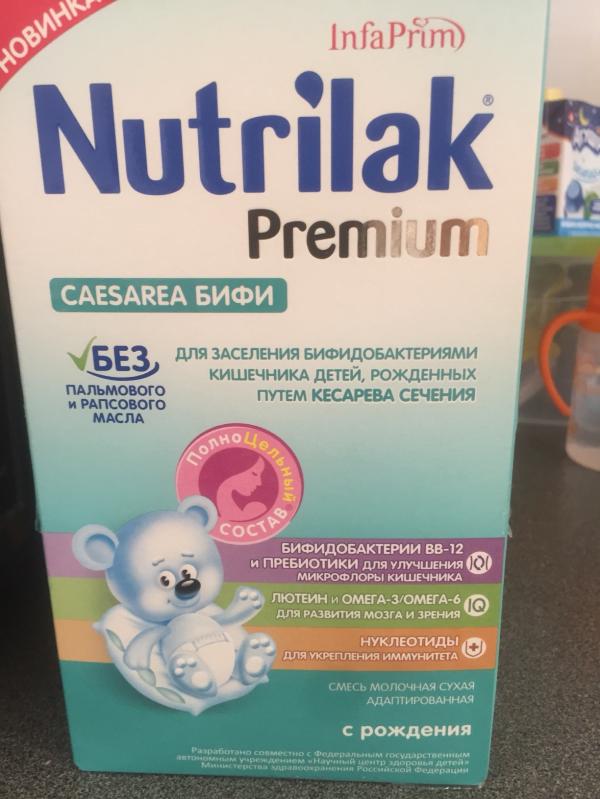 НОВИНКА
InfaPrim
Nutrilak®
Premium
CAESAREA БИФИ
БЕЗ
ПАЛЬМОВОГО
И РАПСОВОГО
МАСЛА
ДЛЯ ЗАСЕЛЕНИЯ БИФИДОБАКТЕРИЯМИ
КИШЕЧНИКА ДЕТЕЙ, РОЖДЕННЫХ
ПУТЕМ КЕСАРЕВА СЕЧЕНИЯ
ПолноЦельный
СОСТАВ
БИФИДОБАКТЕРИИ BB-12
И ПРЕБИОТИКИ ДЛЯ УЛУЧШЕНИЯ
МИКРОФЛОРЫ КИШЕЧНИКА
ЛЮТЕИН И ОМЕГА-3/ОМЕГА-6
ДЛЯ РАЗВИТИЯ МОЗГА И ЗРЕНИЯ
IQ
НУКЛЕОТИДЫ
ДЛЯ УКРЕПЛЕНИЯ ИММУНИТЕТА
СМЕСЬ МОЛОЧНАЯ СУХАЯ
АДАПТИРОВАННАЯ
с рождения
Разработано совместно с Федеральным государственным
автономным учреждением «Научный центр здоровья детей»
Министерства здравоохранения Российской Федерации